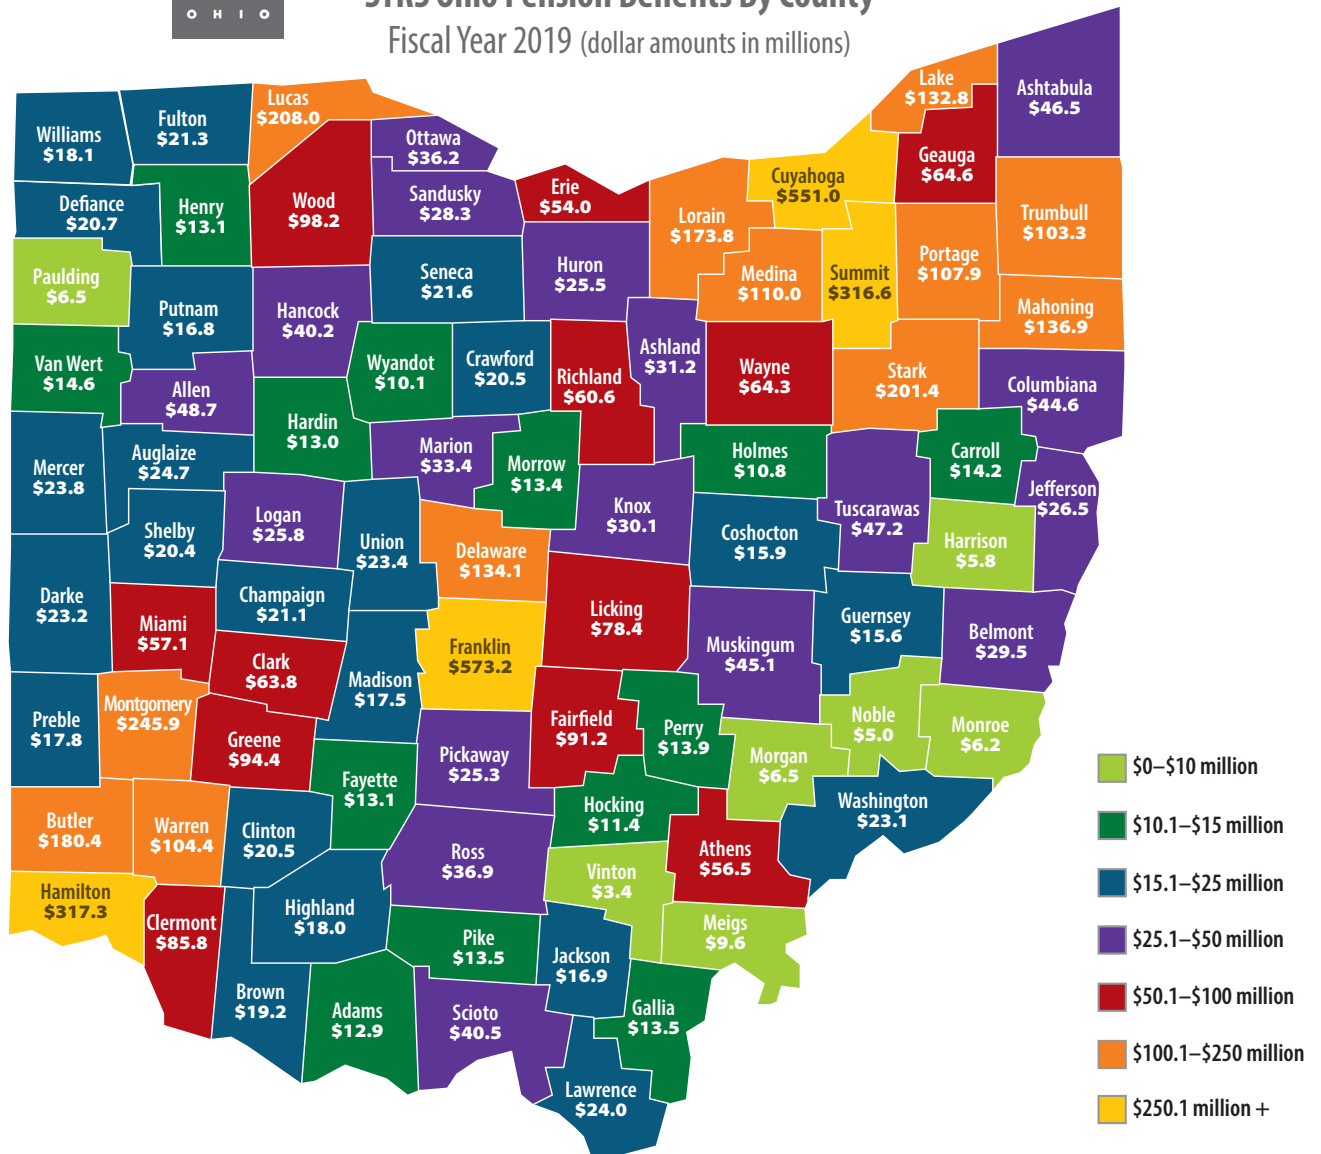 OHIO
STRS Ohio Pension Benefits By County
Fiscal Year 2019 (dollar amounts in millions)
Lake
$132.8
Ashtabula
$46.5
Lucas
$208.0
Fulton
$21.3
Williams
$18.1
Ottawa
$36.2
Geauga
$64.6
Cuyahoga
$551.0
Erie
$54.0
Sandusky
$28.3
Wood
$98.2
Henry
$13.1
Defiance
$20.7
Lorain
$173.8
Trumbull
$103.3
Portage
$107.9
Summit
$316.6
Medina
$110.0
Huron
$25.5
Seneca
$21.6
Paulding
$6.5
Putnam
$16.8
Hancock
$40.2
Mahoning
$136.9
Van Wert
$14.6
Allen
$48.7
Wyandot
$10.1
Crawford
$20.5
Richland
$60.6
Ashland
$31.2
Wayne
$64.3
Stark
$201.4
Columbiana
$44.6
Hardin
$13.0
Marion
$33.4
Morrow
$13.4
Holmes
$10.8
Carroll
$14.2
Mercer
$23.8
Auglaize
$24.7
Jefferson
$26.5
Tuscarawas
$47.2
Knox
$30.1
Logan
$25.8
Shelby
$20.4
Union
$23.4
Delaware
$134.1
Coshocton
$15.9
Harrison
$5.8
Darke
$23.2
Miami
$57.1
Champaign
$21.1
Licking
$78.4
Guernsey
$15.6
Belmont
$29.5
Muskingum
$45.1
Franklin
$573.2
Clark
$63.8
Madison
$17.5
Montgomery
$245.9
Preble
$17.8
Greene
$94.4
Fairfield
$91.2
Perry
$13.9
Noble
$5.0
Monroe
$6.2
Morgan
$6.5
Pickaway
$25.3
Fayette
$13.1
Hocking
$11.4
Washington
$23.1
Butler
$180.4
Warren
$104.4
Clinton
$20.5
Ross
$36.9
Athens
$56.5
Vinton
$3.4
Hamilton
$317.3
Clermont
$85.8
Highland
$18.0
Pike
$13.5
Jackson
$16.9
Meigs
$9.6
Brown
$19.2
Adams
$12.9
Scioto
$40.5
Gallia
$13.5
Lawrence
$24.0
$0–$10 million
$10.1–$15 million
$15.1–$25 million
$25.1–$50 million
$50.1–$100 million
$100.1–$250 million
$250.1 million +